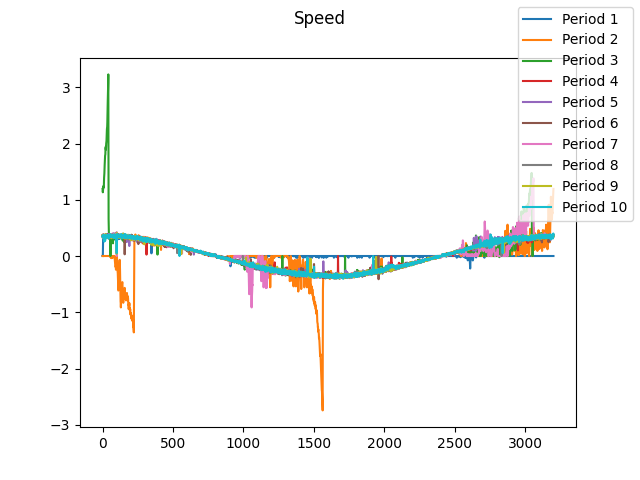 Speed
Period 1
Period 2
Period 3
Period 4
Period 5
Period 6
Period 7
Period 8
Period 9
Period 10
3
2
1
0
−1
−2
−3
0 500 1000 1500 2000 2500 3000